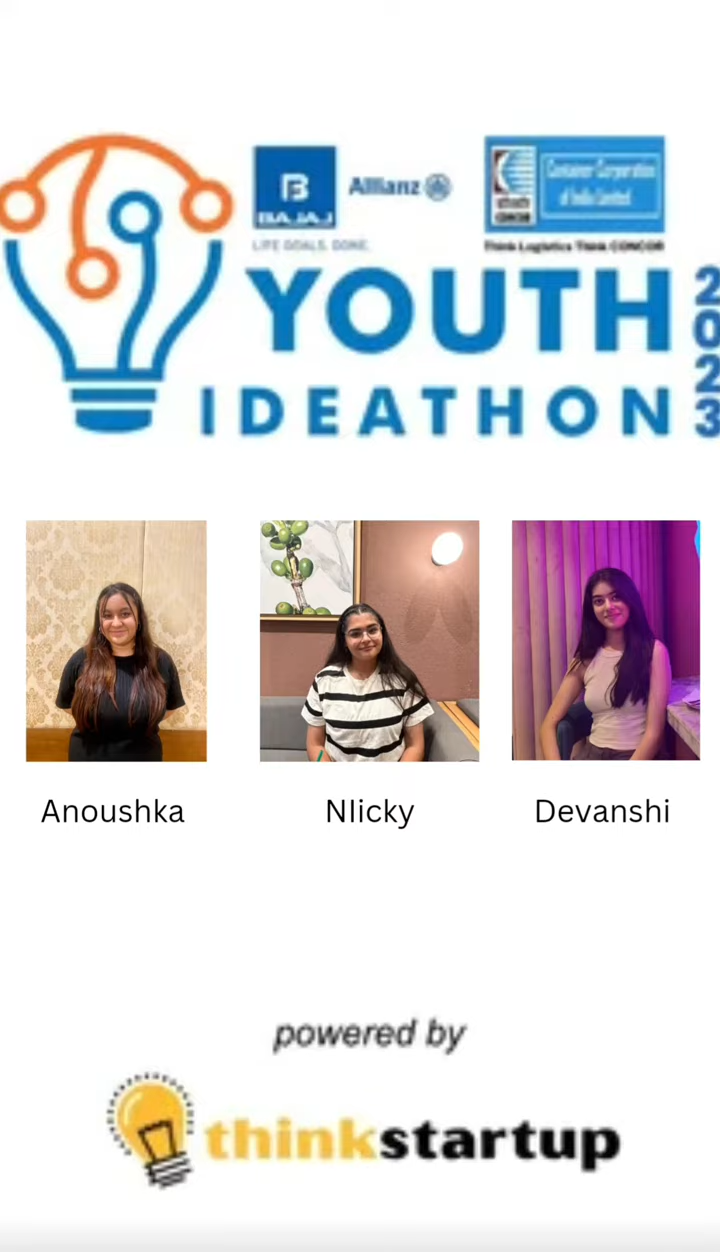 BAJAJ
Allianz
LIFE GOALS. DONE.
Container Corporation
of India Limited
Think Logistics Think CONCOR
YOUTH
2023
IDEATHON
Anoushka
NIicky
Devanshi
powered by
thinkstartup